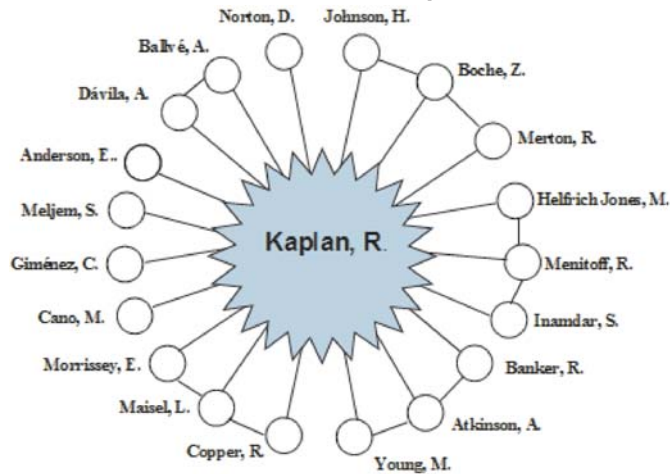 Norton, D.
Johnson, H.
Ballvé, A.
Boche, Z.
Dávila, A.
Merton, R.
Anderson, E..
Helfrich Jones, M.
Meljem, S.
Kaplan, R.
Giménez, C.
Menitoff, R.
Cano, M.
Inamdar, S.
Morrissey, E.
Banker, R.
Maisel, L.
Atkinson, A.
Copper, R.
Young, M.